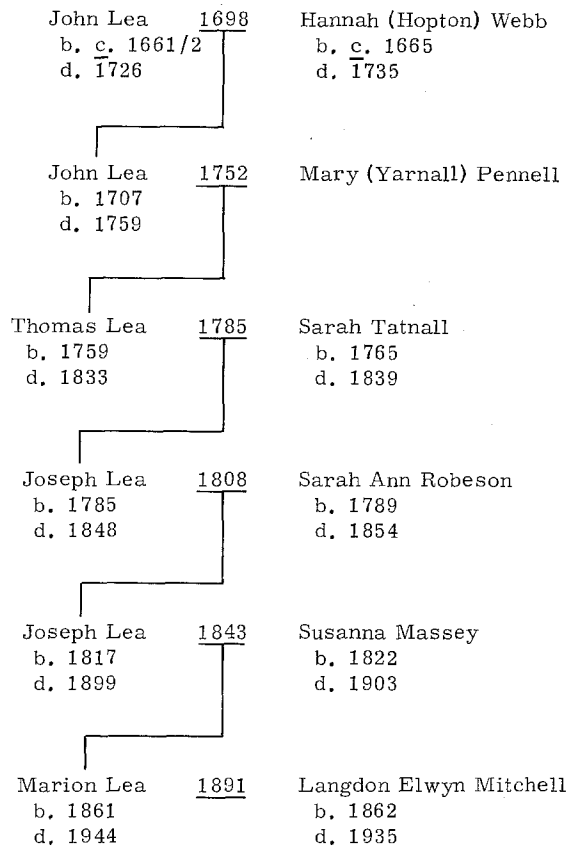 John Lea 1698 Hannah (Hopton) Webb
b. c. 1661/2 b. c. 1665
d. 1726 d. 1735
John Lea 1752 Mary (Yarnall) Pennell
b. 1707
d. 1759
Thomas Lea 1785 Sarah Tatnall
b. 1759 b. 1765
d. 1833 d. 1839
Joseph Lea 1808 Sarah Ann Robeson
b. 1785 b. 1789
d. 1848 d. 1854
Joseph Lea 1843 Susanna Massey
b. 1817 b. 1822
d. 1899 d. 1903
Marion Lea 1891 Langdon Elwyn Mitchell
b. 1861 b. 1862
d. 1944 d. 1935